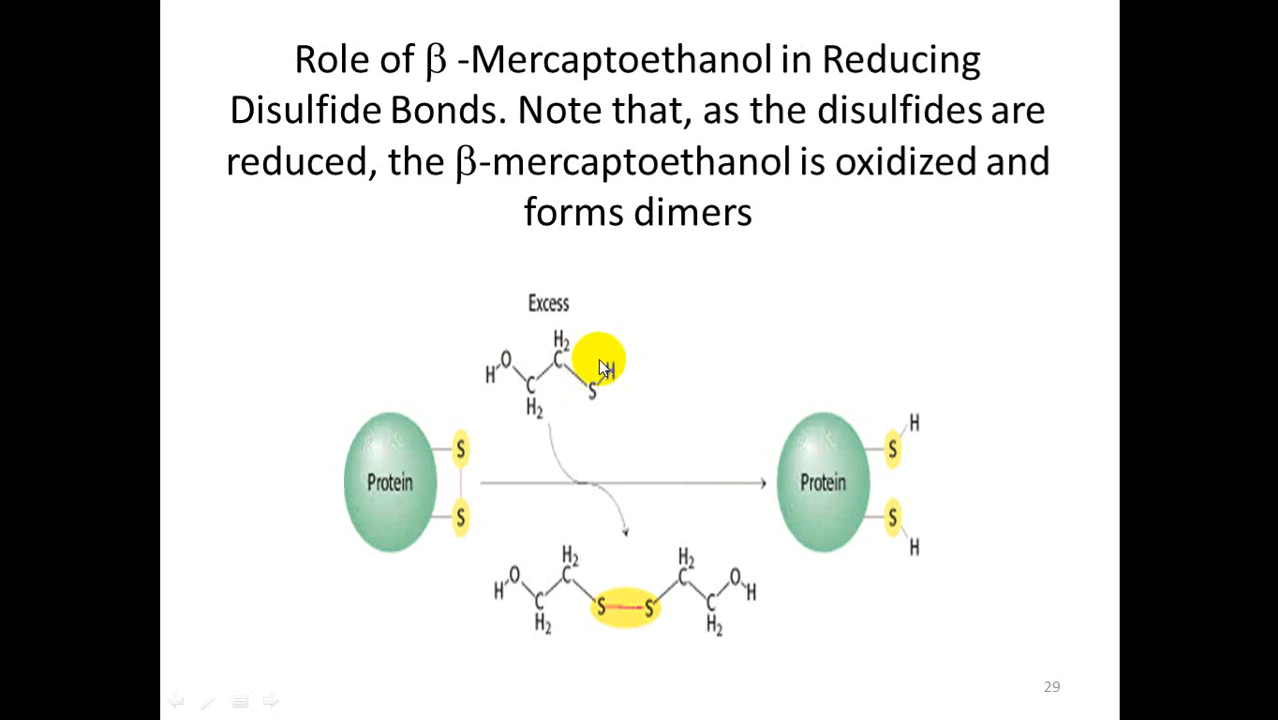 Role of β -Mercaptoethanol in Reducing
Disulfide Bonds. Note that, as the disulfides are
reduced, the β-mercaptoethanol is oxidized and
forms dimers
Excess
H2
H O C H
C S
H2
H
S S
Protein Protein
S S
H
H2 H2
H O C C O H
C S S C
H2 H2
29